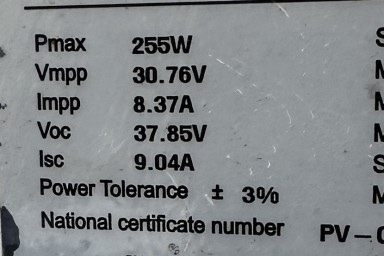 Pmax 255W
Vmpp 30.76V
Impp 8.37A
Voc 37.85V
Isc 9.04A
Power Tolerance ± 3%
National certificate number PV-